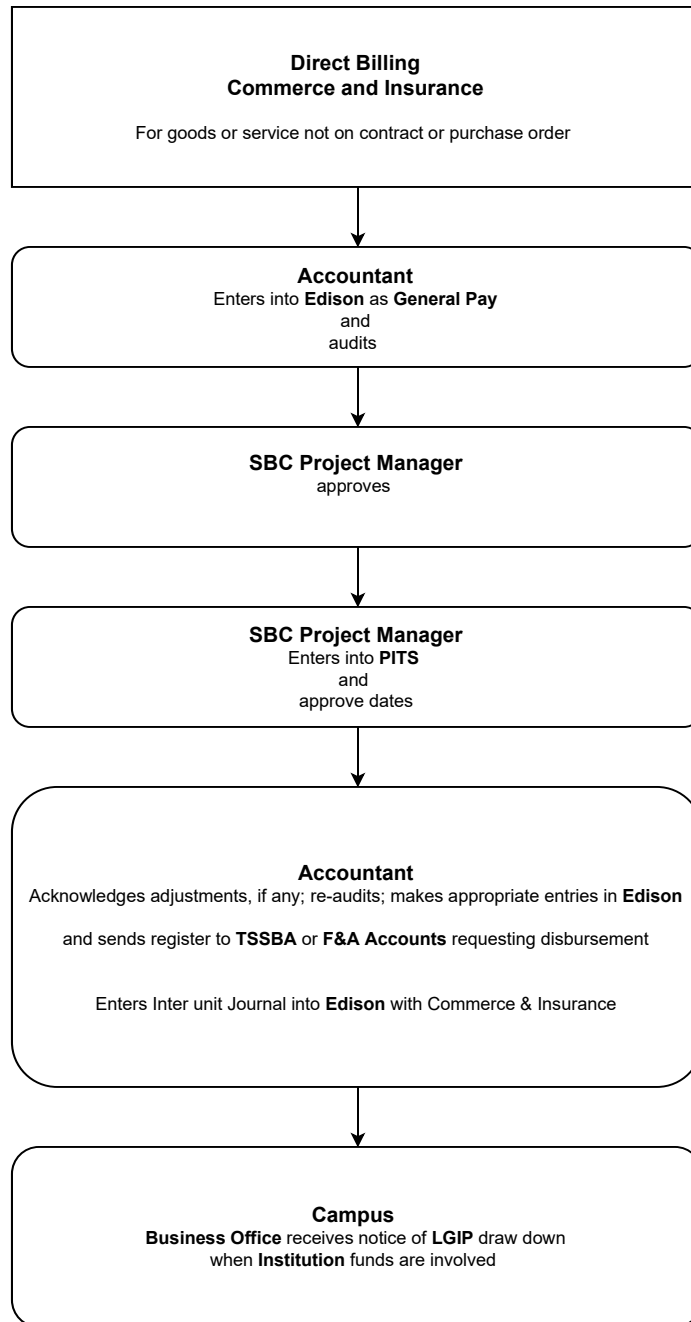 Direct Billing
Commerce and Insurance
For goods or service not on contract or purchase order
Accountant
Enters into Edison as General Pay
and
audits
SBC Project Manager
approves
SBC Project Manager
Enters into PITS
and
approve dates
Accountant
Acknowledges adjustments, if any; re-audits; makes appropriate entries in Edison
and sends register to TSSBA or F&A Accounts requesting disbursement
Enters Inter unit Journal into Edison with Commerce & Insurance
Campus
Business Office receives notice of LGIP draw down
when Institution funds are involved